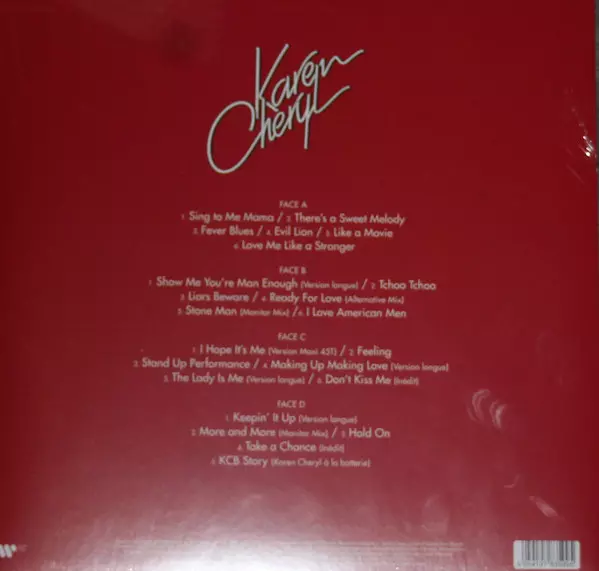 Karen
Cheryl
FACE A
1. Sing to Me Mama / 2. There's a Sweet Melody
3. Fever Blues / 4. Evil Lion / 5. Like a Movie
6. Love Me Like a Stranger
FACE B
1. Show Me You're Man Enough (Version longue) / 2. Tchoo Tchoo
3. Liars Beware / 4. Ready For Love (Alternative Mix)
5. Stone Man (Monitor Mix) / 6. I Love American Men
FACE C
1. I Hope It's Me (Version Maxi 45T) / 2. Feeling
3. Stand Up Performance / 4. Making Up Making Love (Version longue)
5. The Lady Is Me (Version longue) / 6. Don't Kiss Me (Inédit)
FACE D
1. Keepin' It Up (Version longue)
2. More and More (Monitor Mix) / 3. Hold On
4. Take a Chance (Inédit)
5. KCB Story (Karen Cheryl à la batterie)